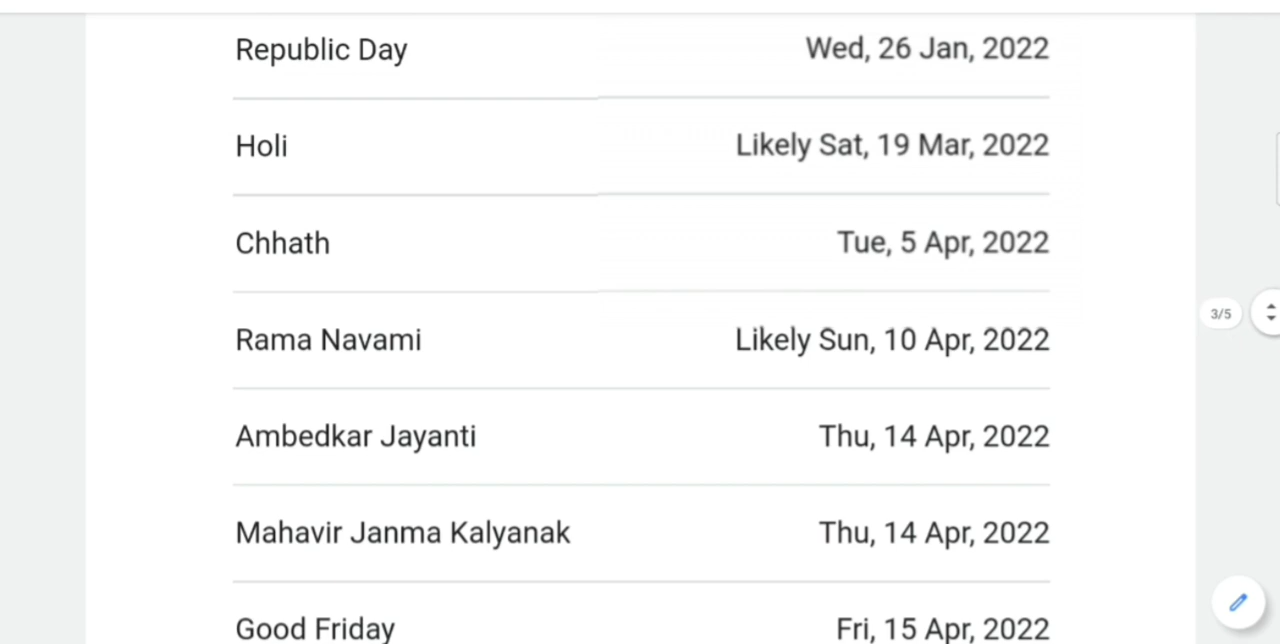 Republic Day Wed, 26 Jan, 2022
Holi Likely Sat, 19 Mar, 2022
Chhath Tue, 5 Apr, 2022
3/5
Rama Navami Likely Sun, 10 Apr, 2022
Ambedkar Jayanti Thu, 14 Apr, 2022
Mahavir Janma Kalyanak Thu, 14 Apr, 2022
Good Friday Fri, 15 Apr, 2022